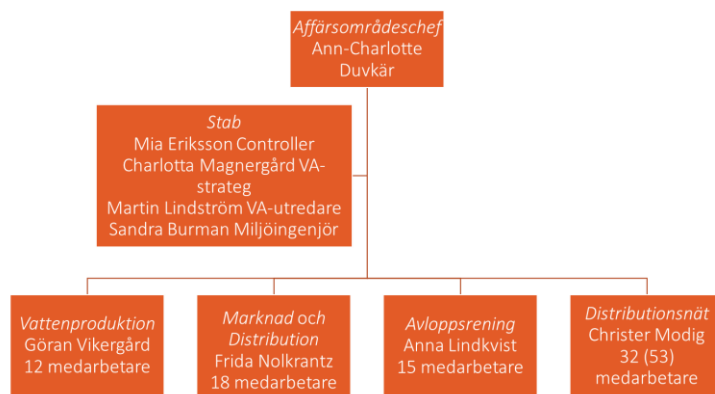 Affärsområdeschef
Ann-Charlotte
Duvkär
Stab
Mia Eriksson Controller
Charlotta Magnergård VA-
strateg
Martin Lindström VA-utredare
Sandra Burman Miljöingenjör
Vattenproduktion
Göran Vikergård
12 medarbetare
Marknad och
Distribution
Frida Nolkrantz
18 medarbetare
Avloppsrening
Anna Lindkvist
15 medarbetare
Distributionsnät
Christer Modig
32 (53)
medarbetare